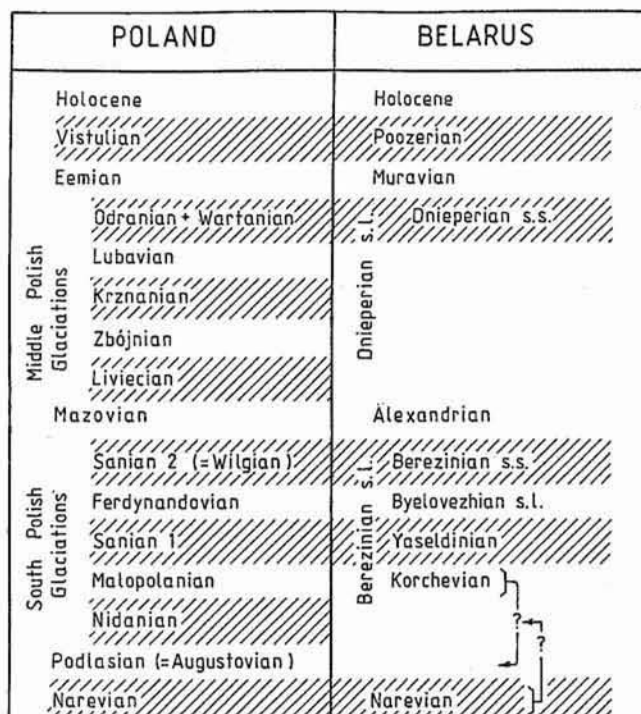 POLAND BELARUS
Holocene Holocene
Vistulian Poozerian
Eemian Muravian
Odranian + Wartanian Dnieperian s.s.
Lubavian
Krznanian
Zbójnian
Liviecian
Mazovian Älexandrian
Sanian 2 (=Wilgian) Berezinian s.s.
Ferdynandovian Byelovezhian s.l.
Sanian 1 Yaseldinian
Malopolanian Korchevian
Nidanian
Podlasian (=Augustovian)
Narevian Narevian
Middle Polish
Glaciations
South Polish
Glaciations
Dnieperian s.l.
Berezinian s.l.
?
?